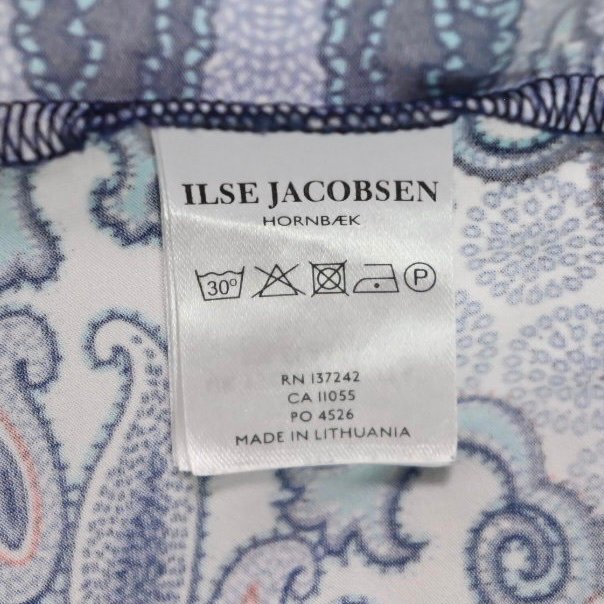 ILSE JACOBSEN
HORNBÆK
30° P
RN 137242
CA 11055
PO 4526
MADE IN LITHUANIA